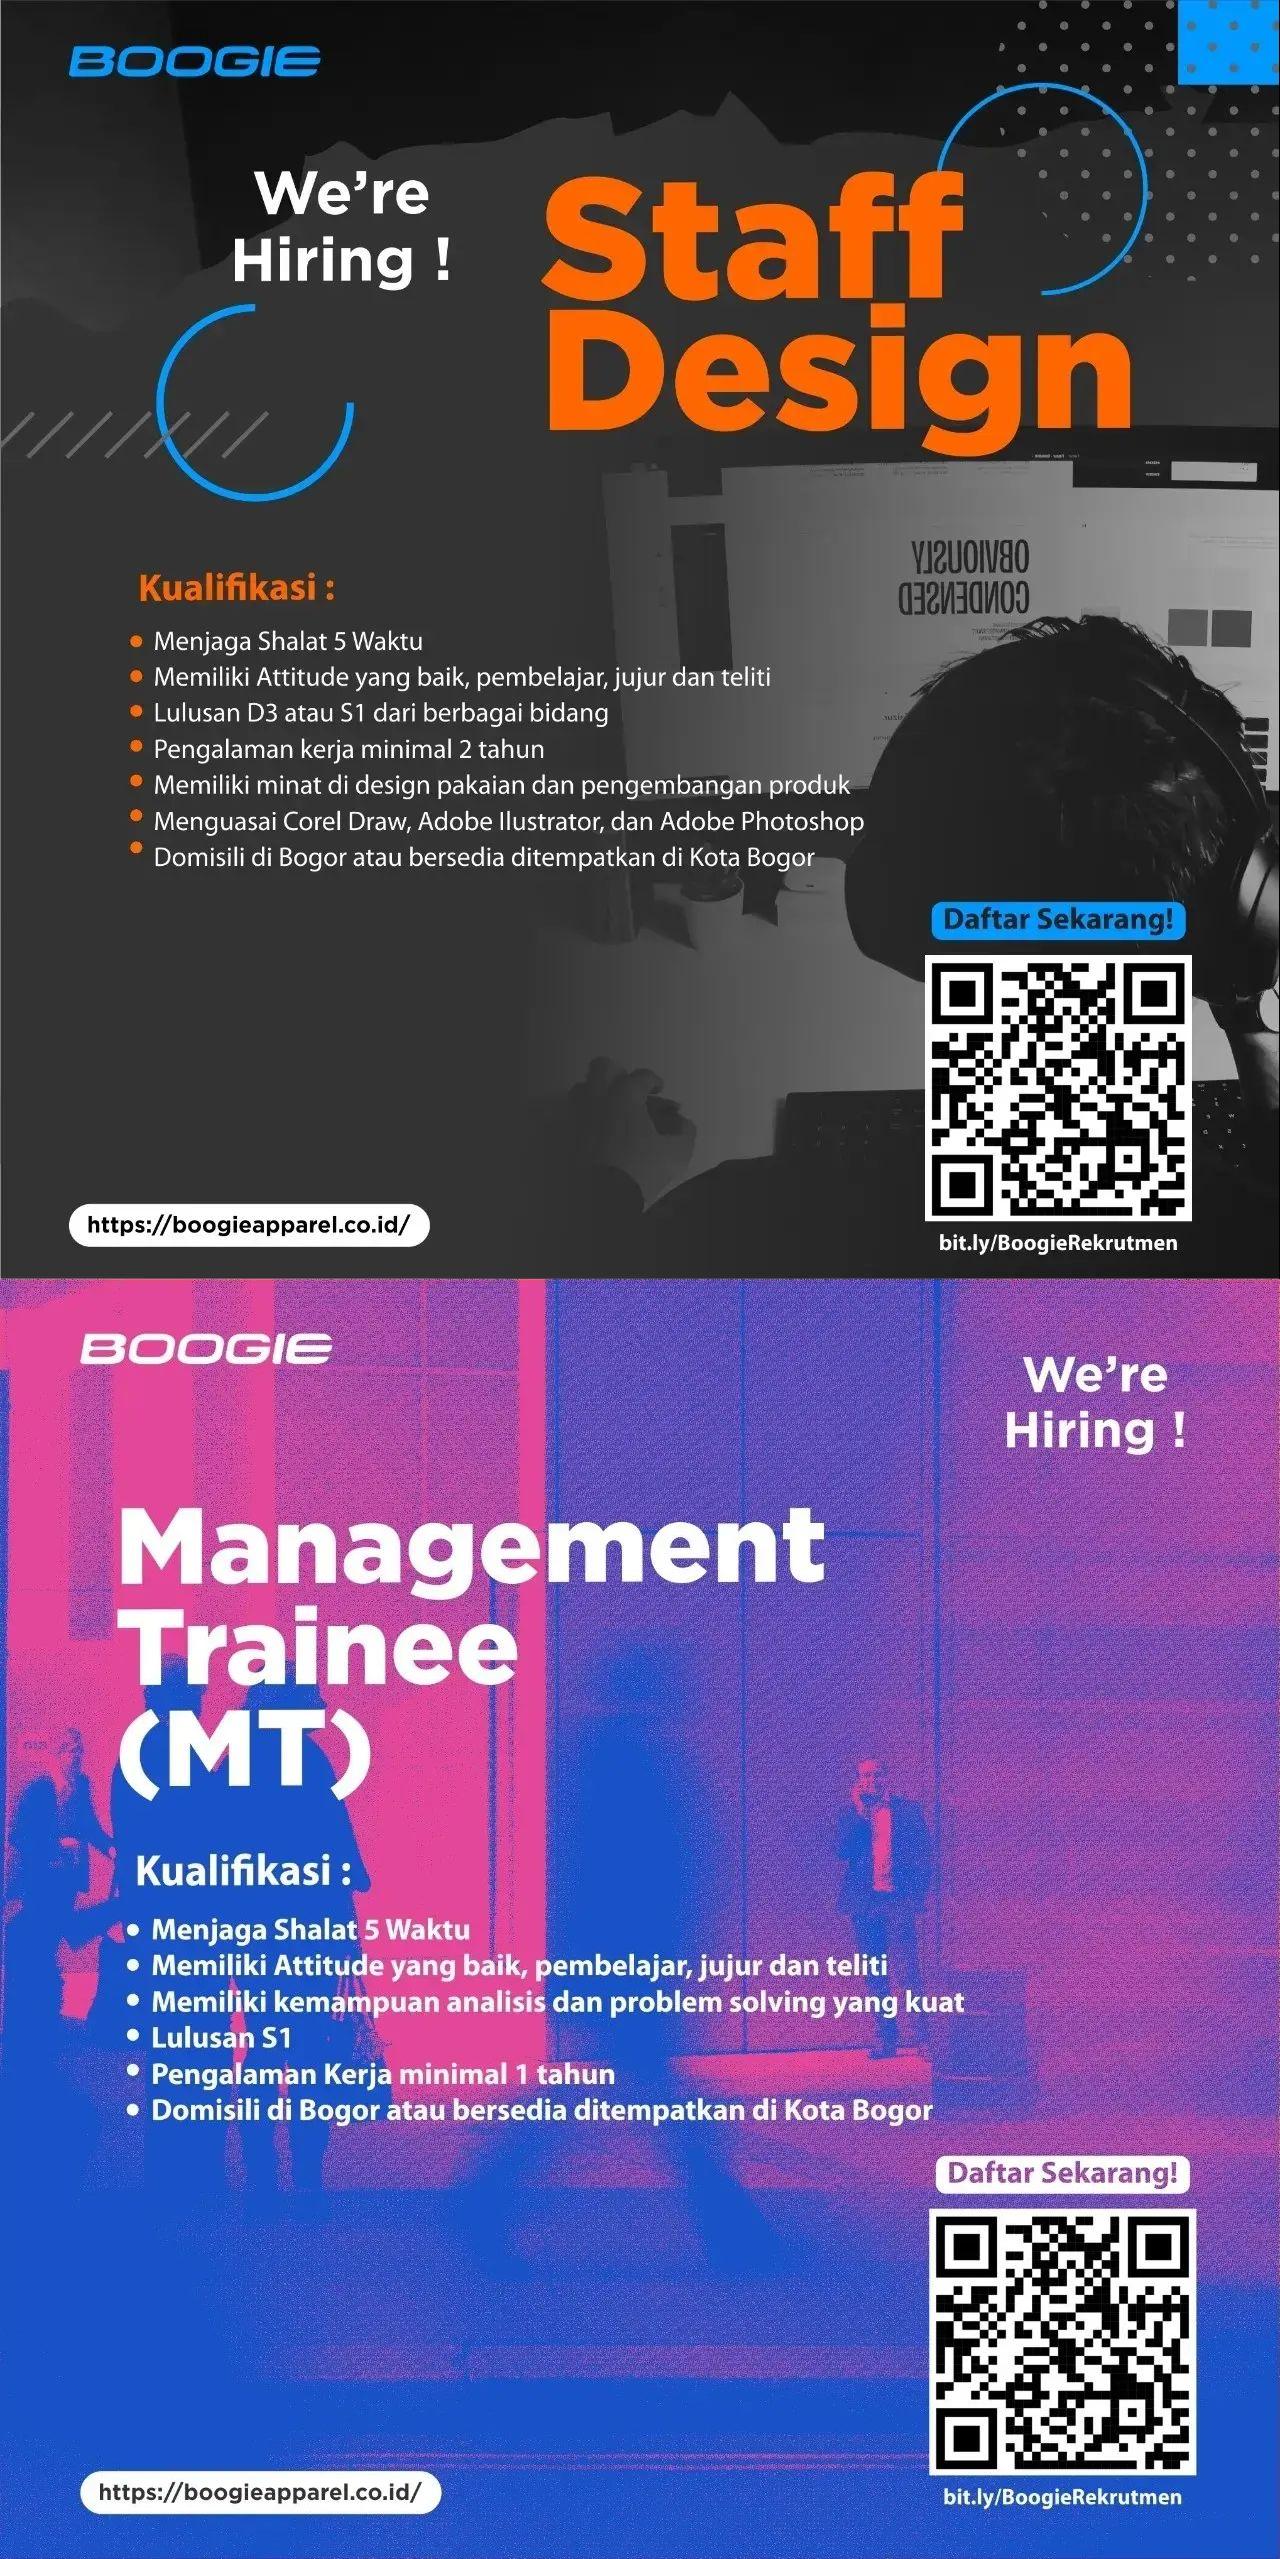 BOOGIE
We're
Hiring !
Staff
Design
OBVIOUSLY
CONDENSED
Kualifikasi :
Menjaga Shalat 5 Waktu
Memiliki Attitude yang baik, pembelajar, jujur dan teliti
Lulusan D3 atau S1 dari berbagai bidang
Pengalaman kerja minimal 2 tahun
Memiliki minat di design pakaian dan pengembangan produk
Menguasai Corel Draw, Adobe Ilustrator, dan Adobe Photoshop
Domisili di Bogor atau bersedia ditempatkan di Kota Bogor
Daftar Sekarang!
https://boogieapparel.co.id/
bit.ly/BoogieRekrutmen
BOOGIE
We're
Hiring !
Management
Trainee
(MT)
Kualifikasi :
Menjaga Shalat 5 Waktu
Memiliki Attitude yang baik, pembelajar, jujur dan teliti
Memiliki kemampuan analisis dan problem solving yang kuat
Lulusan S1
Pengalaman Kerja minimal 1 tahun
Domisili di Bogor atau bersedia ditempatkan di Kota Bogor
Daftar Sekarang!
https://boogieapparel.co.id/
bit.ly/BoogieRekrutmen